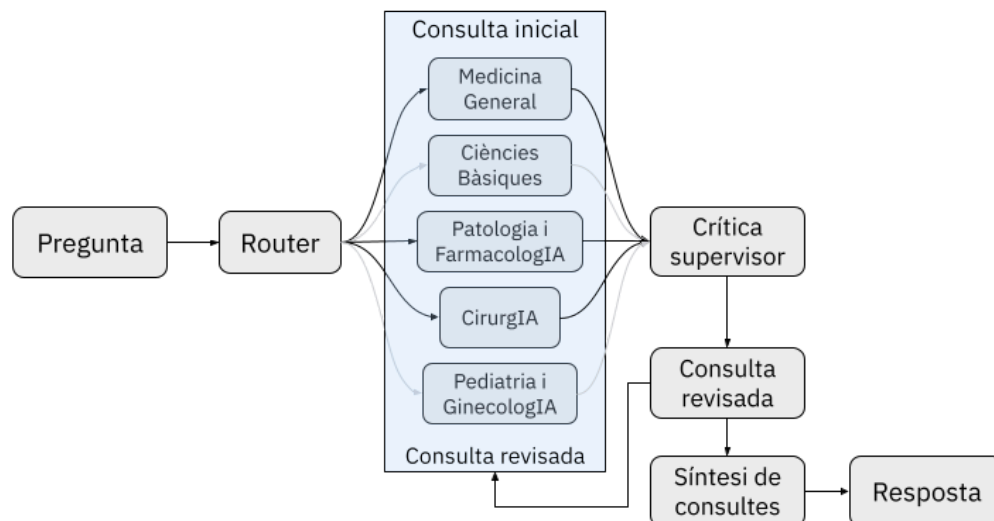 Consulta inicial
Medicina
General
Ciències
Bàsiques
Pregunta
Router
Patologia i
FarmacologIA
Crítica
supervisor
CirurgIA
Pediatria i
GinecologIA
Consulta
revisada
Consulta revisada
Síntesi de
consultes
Resposta